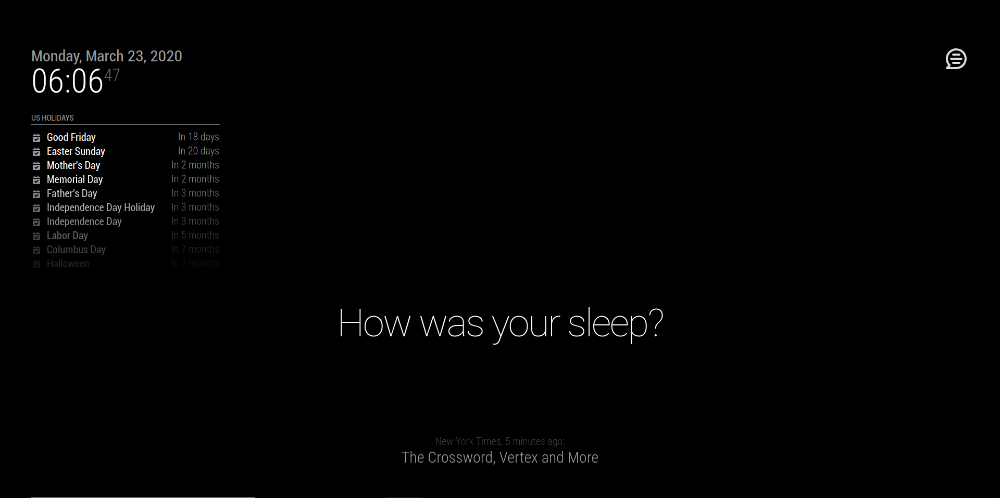 Monday, March 23, 2020
06:06 47
US HOLIDAYS
Good Friday In 18 days
Easter Sunday In 20 days
Mother's Day In 2 months
Memorial Day In 2 months
Father's Day In 3 months
Independence Day Holiday In 3 months
Independence Day In 3 months
Labor Day In 5 months
Columbus Day In 7 months
Halloween In 7 months
How was your sleep?
New York Times, 5 minutes ago:
The Crossword, Vertex and More